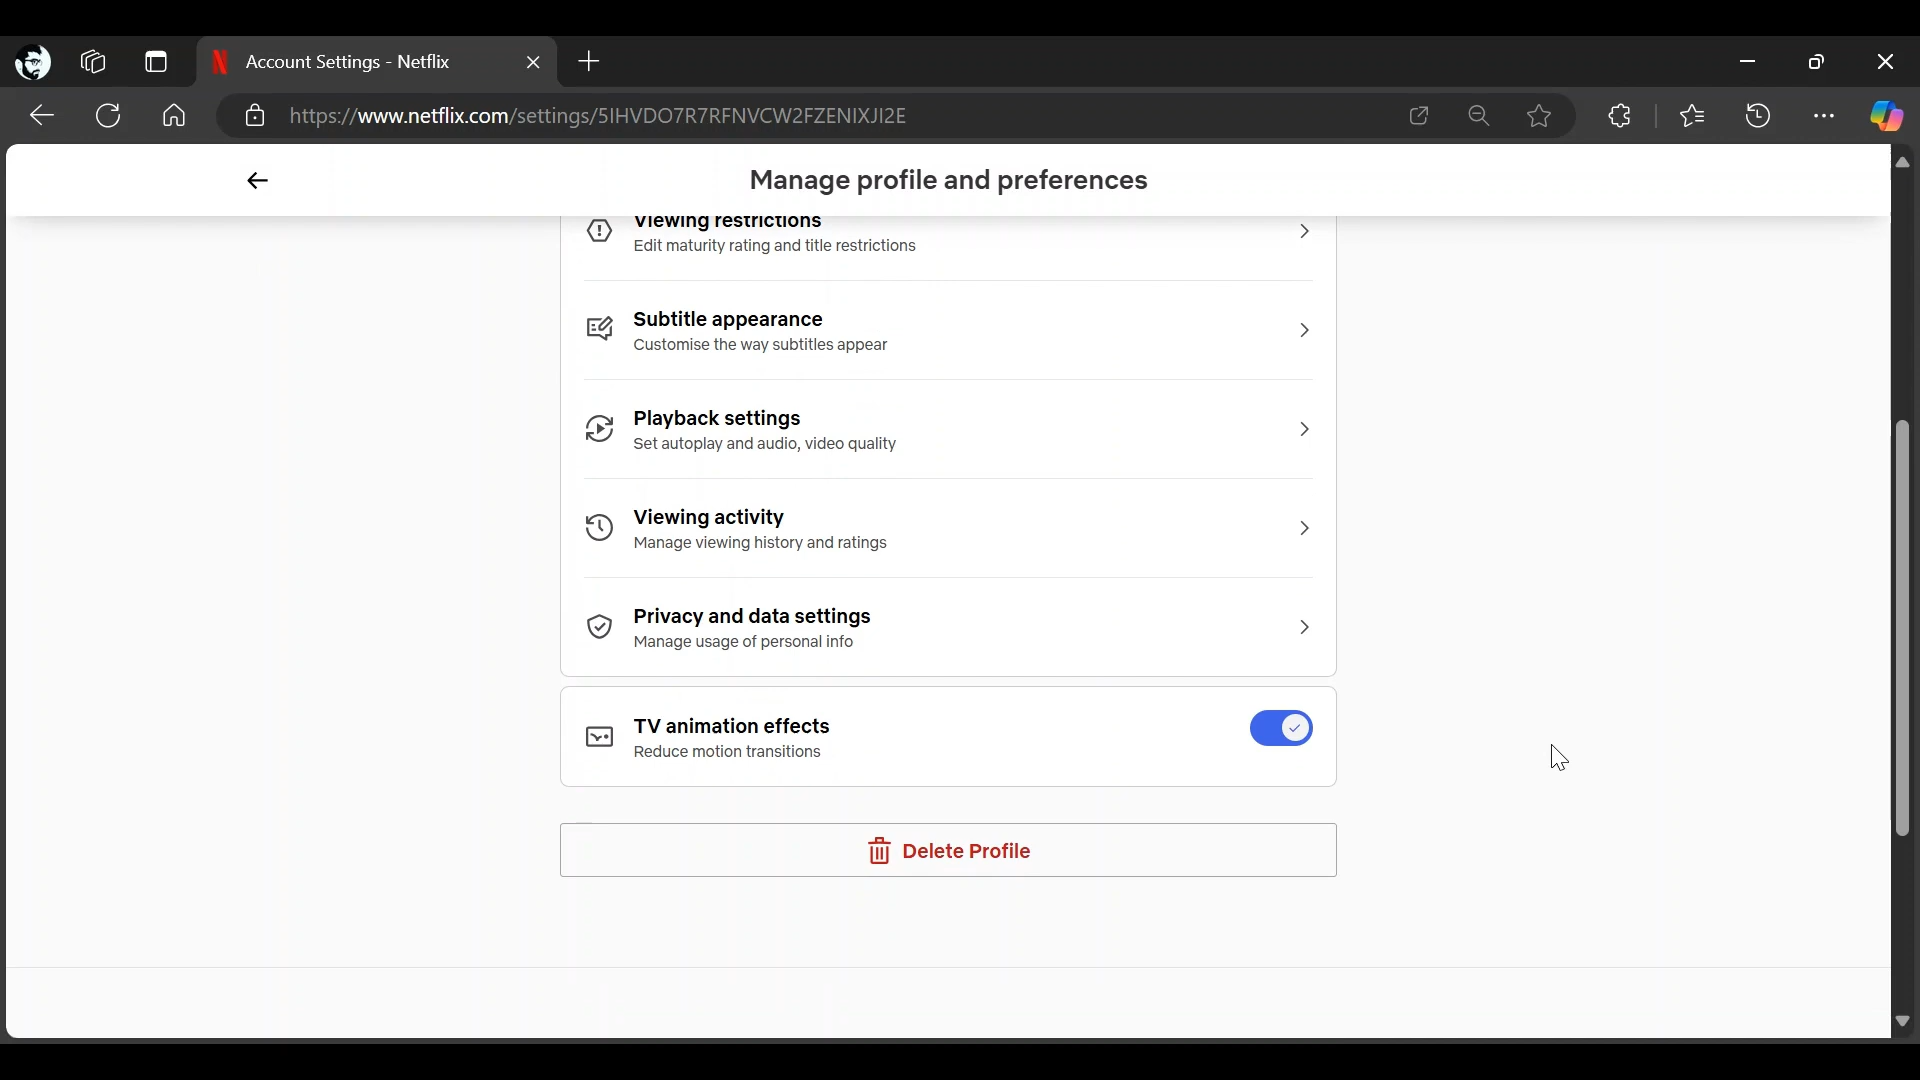 Account Settings - Netflix
https://www.netflix.com/settings/5IHVDO7R7RFNVCW2FZENIXJI2E
Manage profile and preferences
Viewing restrictions
Edit maturity rating and title restrictions
Subtitle appearance
Customise the way subtitles appear
Playback settings
Set autoplay and audio, video quality
Viewing activity
Manage viewing history and ratings
Privacy and data settings
Manage usage of personal info
TV animation effects
Reduce motion transitions
Delete Profile